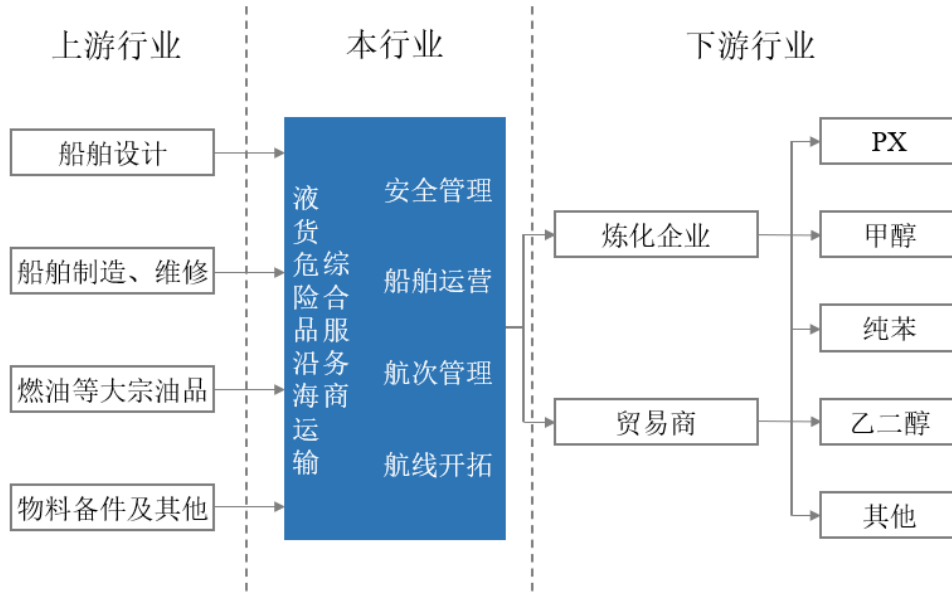 上游行业
本行业
下游行业
船舶设计
船舶制造、维修
燃油等大宗油品
物料备件及其他
液货危险品沿海运输
综合服务商
安全管理
船舶运营
航次管理
航线开拓
炼化企业
贸易商
PX
甲醇
纯苯
乙二醇
其他